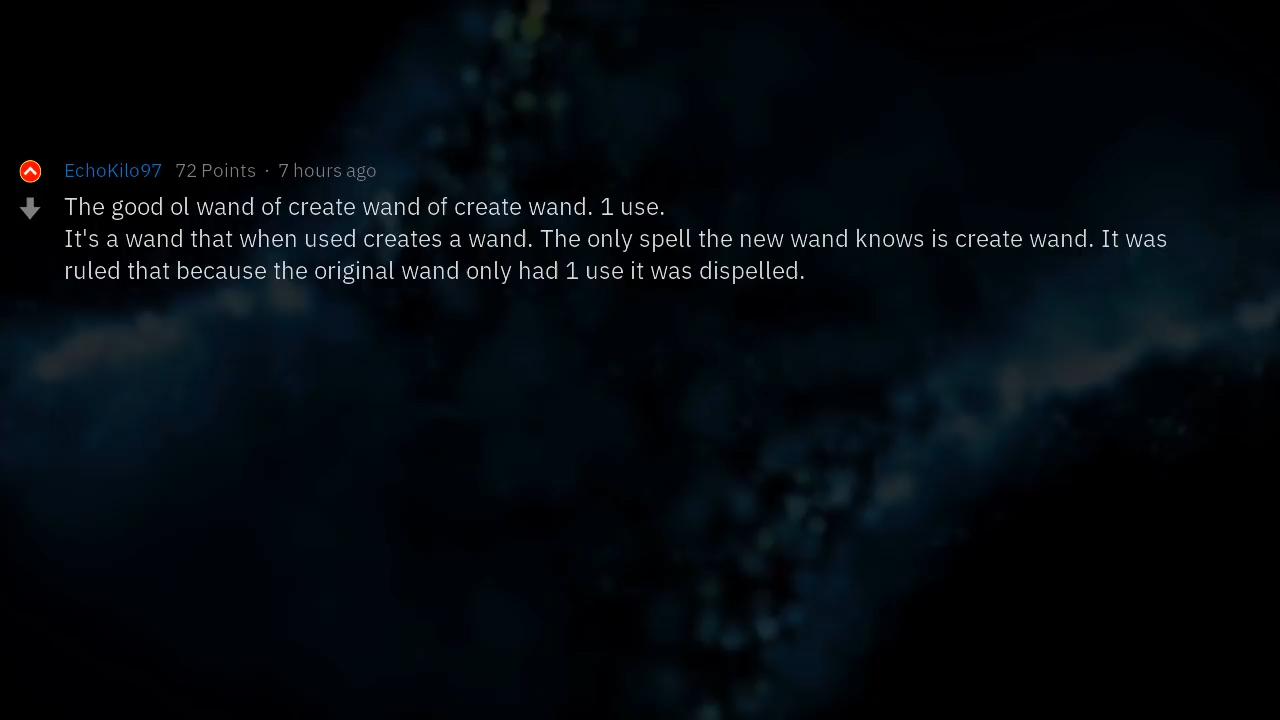 EchoKilo97 72 Points · 7 hours ago
The good ol wand of create wand of create wand. 1 use.
It's a wand that when used creates a wand. The only spell the new wand knows is create wand. It was
ruled that because the original wand only had 1 use it was dispelled.